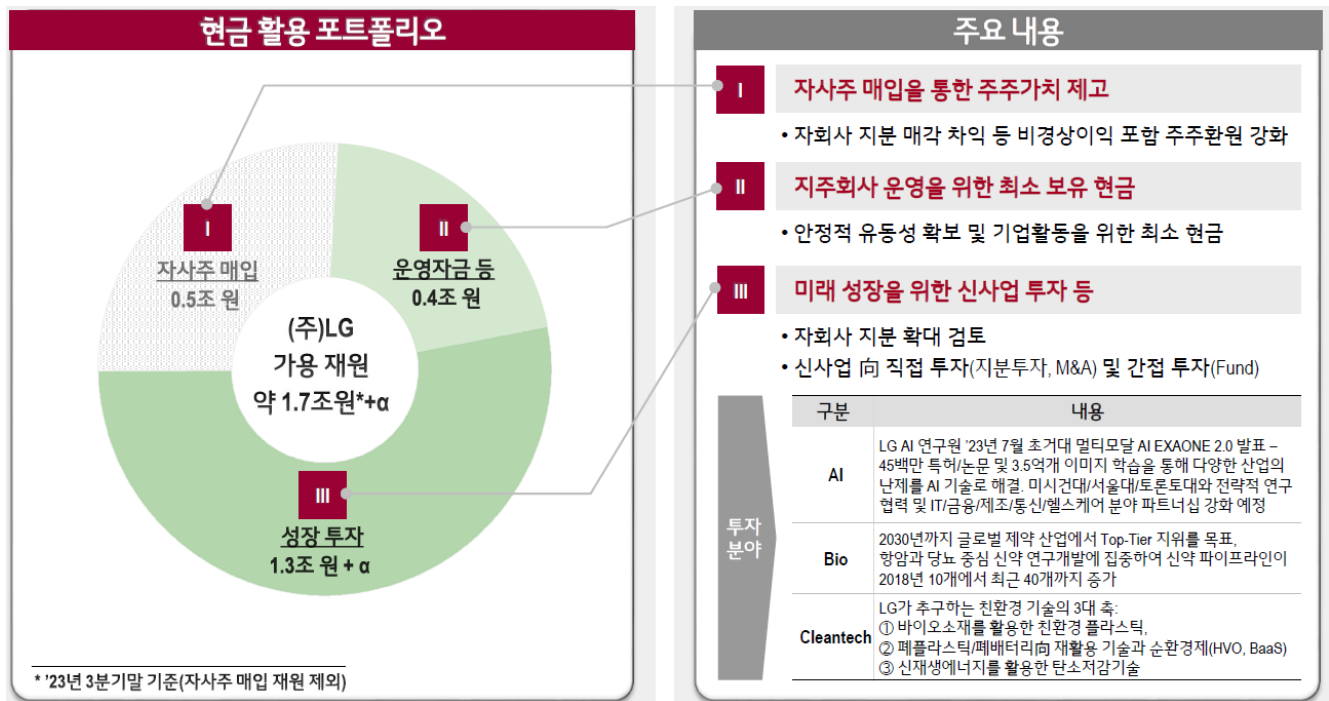 현금 활용 포트폴리오
I
자사주 매입
0.5조 원
II
운영자금 등
0.4조 원
(주)LG
가용 재원
약 1.7조원*+α
III
성장 투자
1.3조 원 + α
* '23년 3분기말 기준(자사주 매입 재원 제외)
주요 내용
I
자사주 매입을 통한 주주가치 제고
• 자회사 지분 매각 차익 등 비경상이익 포함 주주환원 강화
II
지주회사 운영을 위한 최소 보유 현금
• 안정적 유동성 확보 및 기업활동을 위한 최소 현금
III
미래 성장을 위한 신사업 투자 등
• 자회사 지분 확대 검토
• 신사업 向 직접 투자(지분투자, M&A) 및 간접 투자(Fund)
투자
분야
구분 내용
AI
LG AI 연구원 '23년 7월 초거대 멀티모달 AI EXAONE 2.0 발표 –
45백만 특허/논문 및 3.5억개 이미지 학습을 통해 다양한 산업의
난제를 AI 기술로 해결. 미시건대/서울대/토론토대와 전략적 연구
협력 및 IT/금융/제조/통신/헬스케어 분야 파트너십 강화 예정
Bio
2030년까지 글로벌 제약 산업에서 Top-Tier 지위를 목표,
항암과 당뇨 중심 신약 연구개발에 집중하여 신약 파이프라인이
2018년 10개에서 최근 40개까지 증가
Cleantech
LG가 추구하는 친환경 기술의 3대 축:
① 바이오소재를 활용한 친환경 플라스틱,
② 폐플라스틱/폐배터리向 재활용 기술과 순환경제(HVO, BaaS)
③ 신재생에너지를 활용한 탄소저감기술